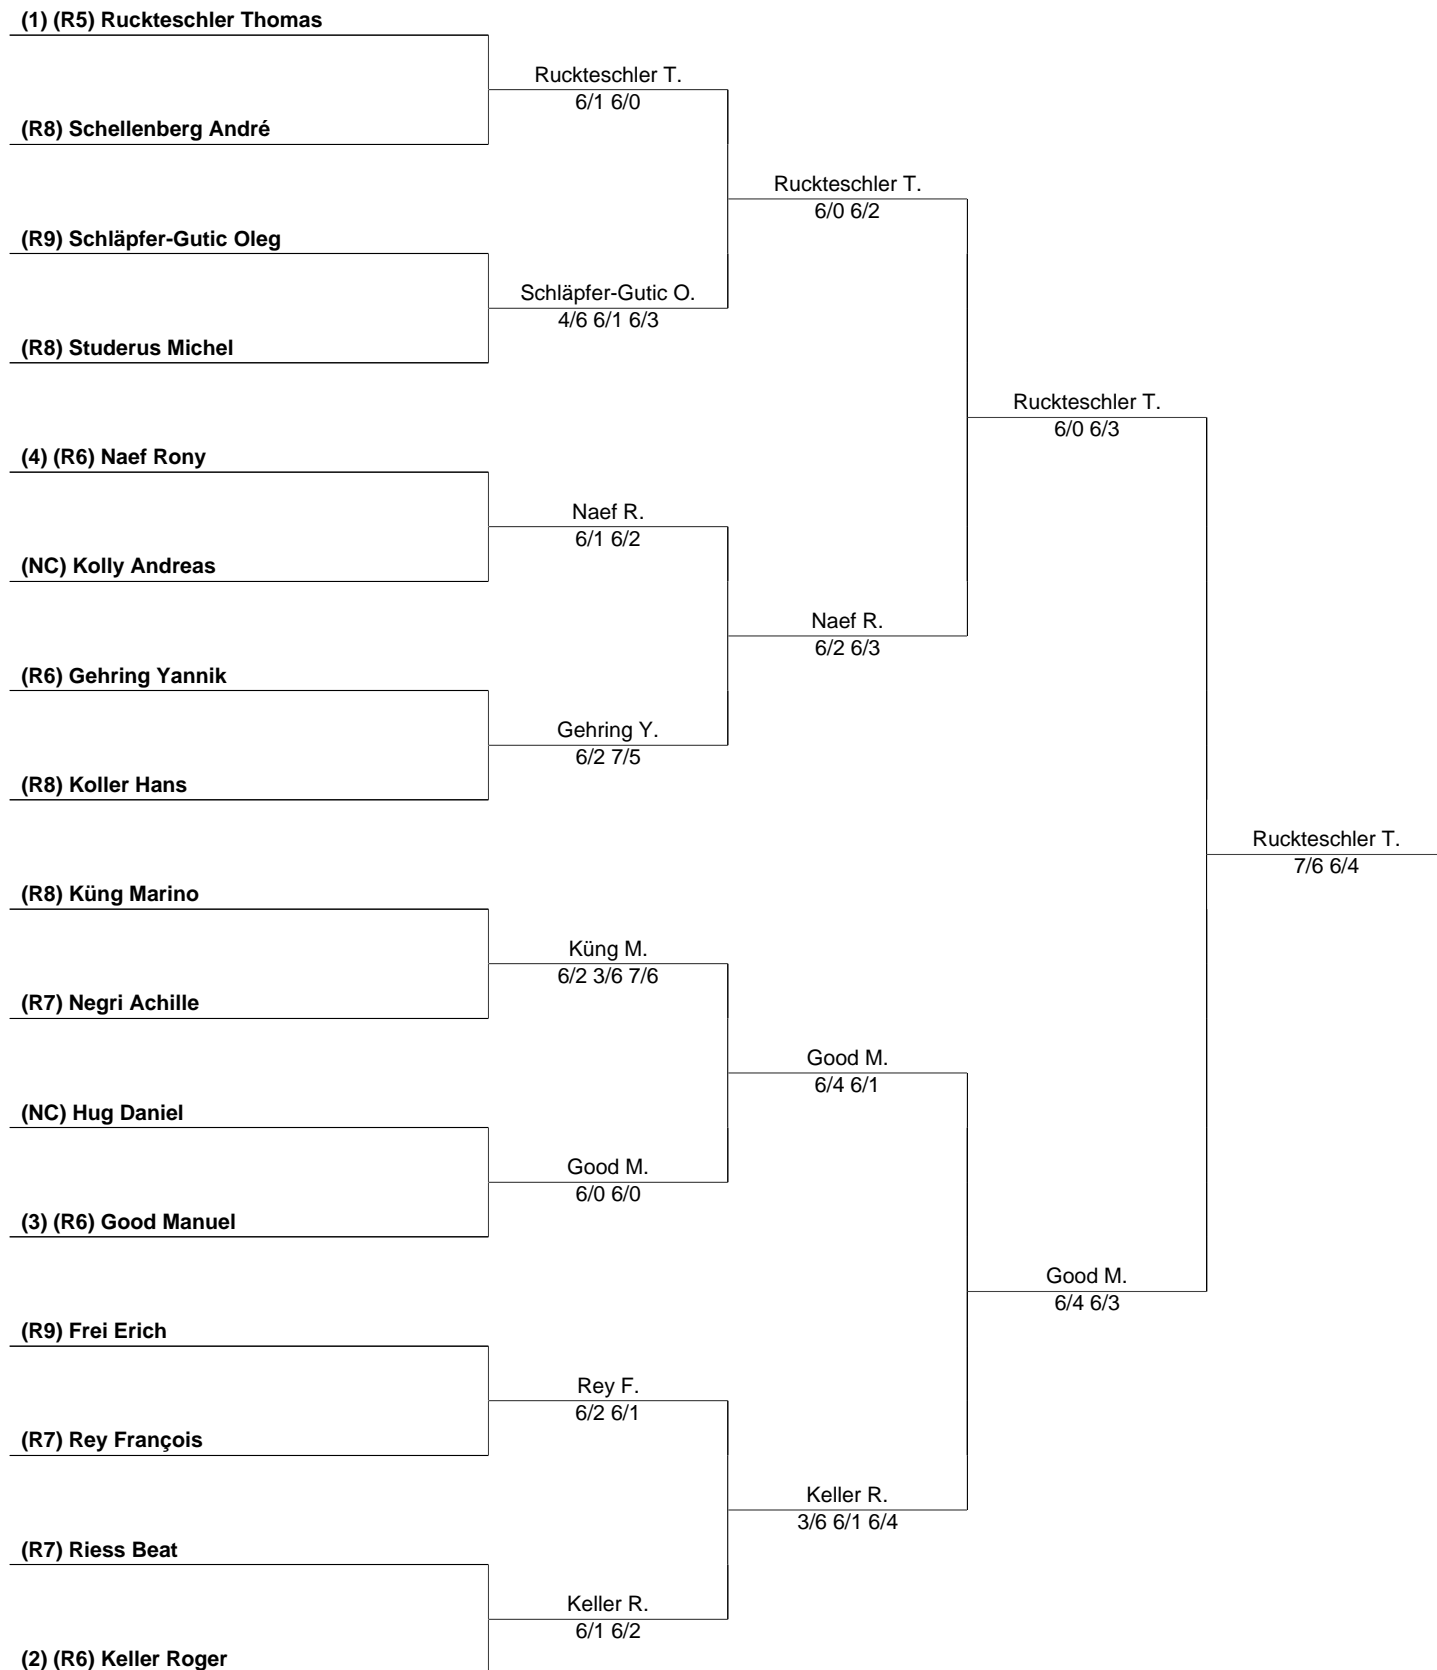 (1) (R5) Ruckteschler Thomas
Ruckteschler T.
6/1 6/0
(R8) Schellenberg André
Ruckteschler T.
6/0 6/2
(R9) Schläpfer-Gutic Oleg
Schläpfer-Gutic O.
4/6 6/1 6/3
(R8) Studerus Michel
Ruckteschler T.
6/0 6/3
(4) (R6) Naef Rony
Naef R.
6/1 6/2
(NC) Kolly Andreas
Naef R.
6/2 6/3
(R6) Gehring Yannik
Gehring Y.
6/2 7/5
(R8) Koller Hans
Ruckteschler T.
7/6 6/4
(R8) Küng Marino
Küng M.
6/2 3/6 7/6
(R7) Negri Achille
Good M.
6/4 6/1
(NC) Hug Daniel
Good M.
6/0 6/0
(3) (R6) Good Manuel
Good M.
6/4 6/3
(R9) Frei Erich
Rey F.
6/2 6/1
(R7) Rey François
Keller R.
3/6 6/1 6/4
(R7) Riess Beat
Keller R.
6/1 6/2
(2) (R6) Keller Roger